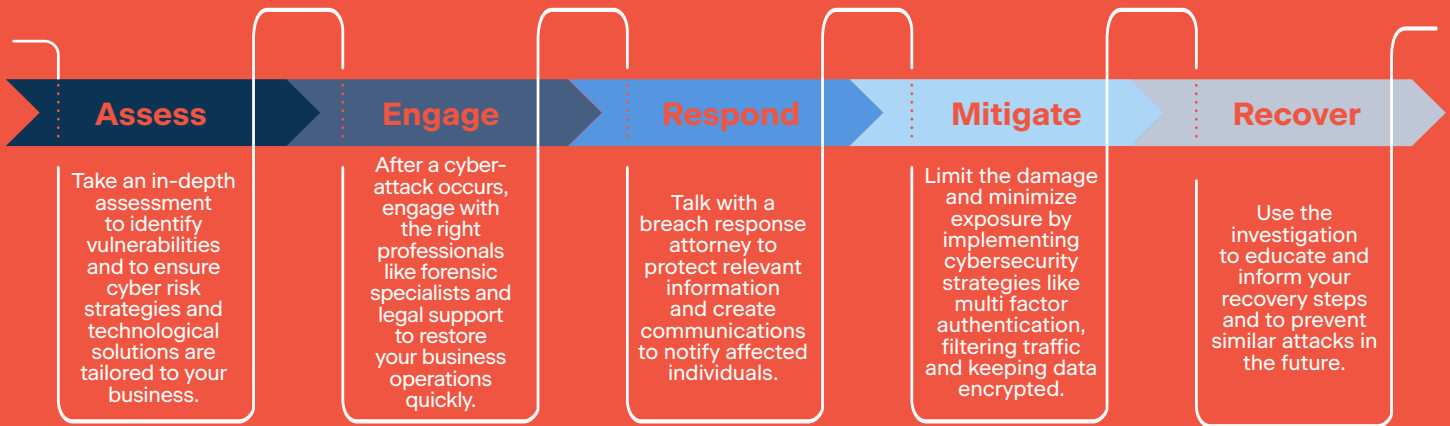 Assess
Take an in-depth
assessment
to identify
vulnerabilities
and to ensure
cyber risk
strategies and
technological
solutions are
tailored to your
business.
Engage
After a cyber-
attack occurs,
engage with
the right
professionals
like forensic
specialists and
legal support
to restore
your business
operations
quickly.
Respond
Talk with a
breach response
attorney to
protect relevant
information
and create
communications
to notify affected
individuals.
Mitigate
Limit the damage
and minimize
exposure by
implementing
cybersecurity
strategies like
multi factor
authentication,
filtering traffic
and keeping data
encrypted.
Recover
Use the
investigation
to educate and
inform your
recovery steps
and to prevent
similar attacks in
the future.